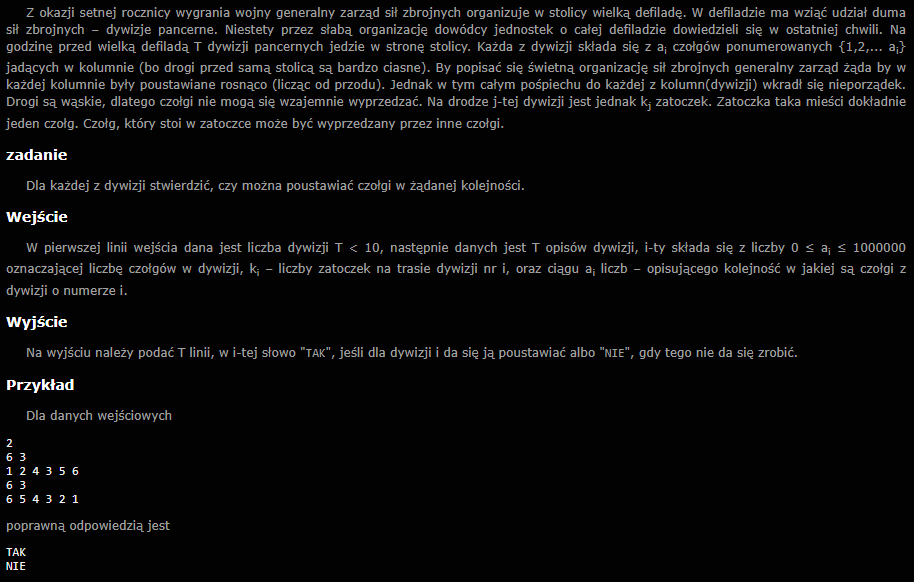 Z okazji setnej rocznicy wygrania wojny generalny zarząd sił zbrojnych organizuje w stolicy wielką defiladę. W defiladzie ma wziąć udział duma
sił zbrojnych – dywizje pancerne. Niestety przez słabą organizację dowódcy jednostek o całej defiladzie dowiedzieli się w ostatniej chwili. Na
godzinę przed wielką defiladą T dywizji pancernych jedzie w stronę stolicy. Każda z dywizji składa się z ai czołgów ponumerowanych {1,2,... ai}
jadących w kolumnie (bo drogi przed samą stolicą są bardzo ciasne). By popisać się świetną organizację sił zbrojnych generalny zarząd żąda by w
każdej kolumnie były poustawiane rosnąco (licząc od przodu). Jednak w tym całym pośpiechu do każdej z kolumn(dywizji) wkradł się nieporządek.
Drogi są wąskie, dlatego czołgi nie mogą się wzajemnie wyprzedzać. Na drodze j-tej dywizji jest jednak kj zatoczek. Zatoczka taka mieści dokładnie
jeden czołg. Czołg, który stoi w zatoczce może być wyprzedzany przez inne czołgi.
zadanie
Dla każdej z dywizji stwierdzić, czy można poustawiać czołgi w żądanej kolejności.
Wejście
W pierwszej linii wejścia dana jest liczba dywizji T < 10, następnie danych jest T opisów dywizji, i-ty składa się z liczby 0 ≤ ai ≤ 1000000
oznaczającej liczbę czołgów w dywizji, ki – liczby zatoczek na trasie dywizji nr i, oraz ciągu ai liczb – opisującego kolejność w jakiej są czołgi z
dywizji o numerze i.
Wyjście
Na wyjściu należy podać T linii, w i-tej słowo "TAK", jeśli dla dywizji i da się ją poustawiać albo "NIE", gdy tego nie da się zrobić.
Przykład
Dla danych wejściowych
2
6 3
1 2 4 3 5 6
6 3
6 5 4 3 2 1
poprawną odpowiedzią jest
TAK
NIE